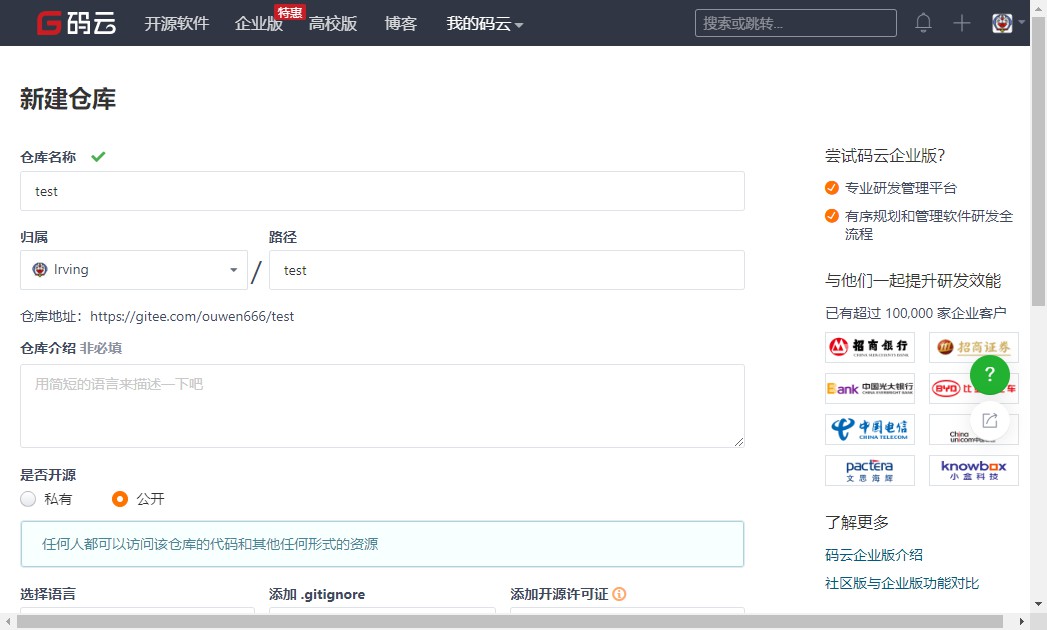 码云
开源软件
企业版
特惠
高校版
博客
我的码云
搜索或跳转...
新建仓库
仓库名称
test
归属
路径
Irving
/
test
仓库地址：https://gitee.com/ouwen666/test
仓库介绍 非必填
用简短的语言来描述一下吧
是否开源
私有
公开
任何人都可以访问该仓库的代码和其他任何形式的资源
选择语言
添加 .gitignore
添加开源许可证
尝试码云企业版？
专业研发管理平台
有序规划和管理软件研发全
流程
与他们一起提升研发效能
已有超过 100,000 家企业客户
招商银行
CHINA MERCHANTS BANK
招商证券
Bank 中国光大银行
CHINA EVERBRIGHT BANK
BYD 比
车
?
中国电信
CHINA TELECOM
China
unicom中
pactera
文思海辉
knowbox
小盒科技
了解更多
码云企业版介绍
社区版与企业版功能对比